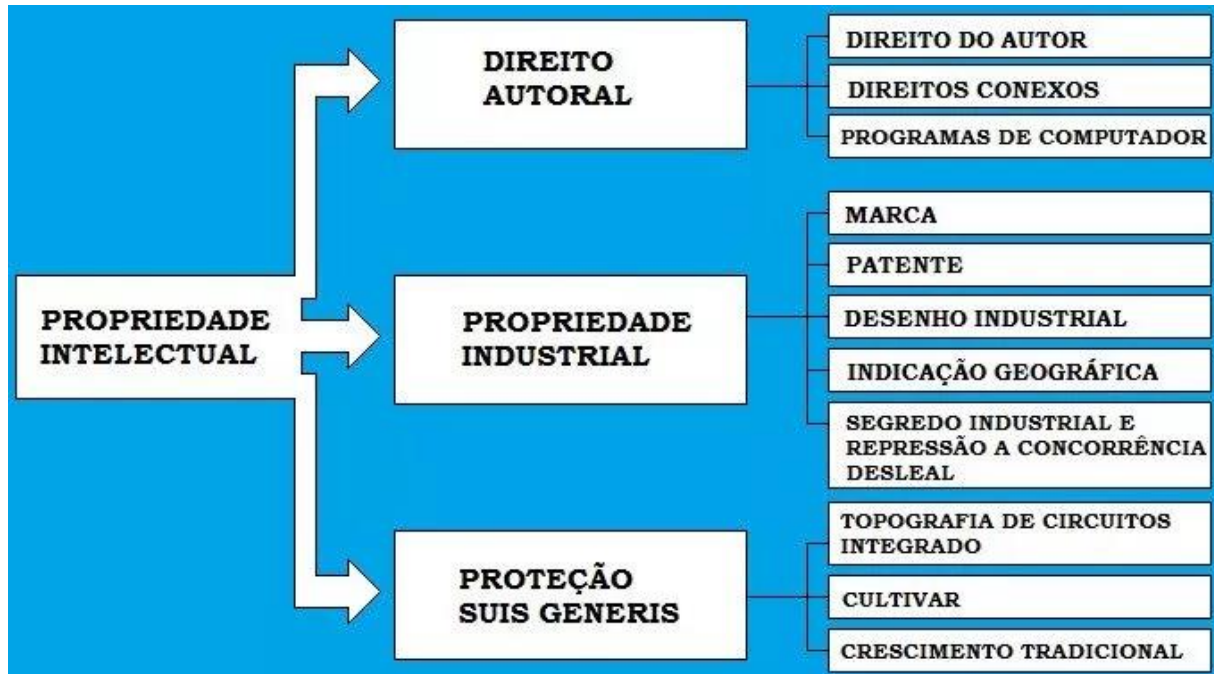 PROPRIEDADE
INTELECTUAL
DIREITO
AUTORAL
DIREITO DO AUTOR
DIREITOS CONEXOS
PROGRAMAS DE COMPUTADOR
PROPRIEDADE
INDUSTRIAL
MARCA
PATENTE
DESENHO INDUSTRIAL
INDICAÇÃO GEOGRÁFICA
SEGREDO INDUSTRIAL E
REPRESSÃO A CONCORRÊNCIA
DESLEAL
PROTEÇÃO
SUIS GENERIS
TOPOGRAFIA DE CIRCUITOS
INTEGRADO
CULTIVAR
CRESCIMENTO TRADICIONAL